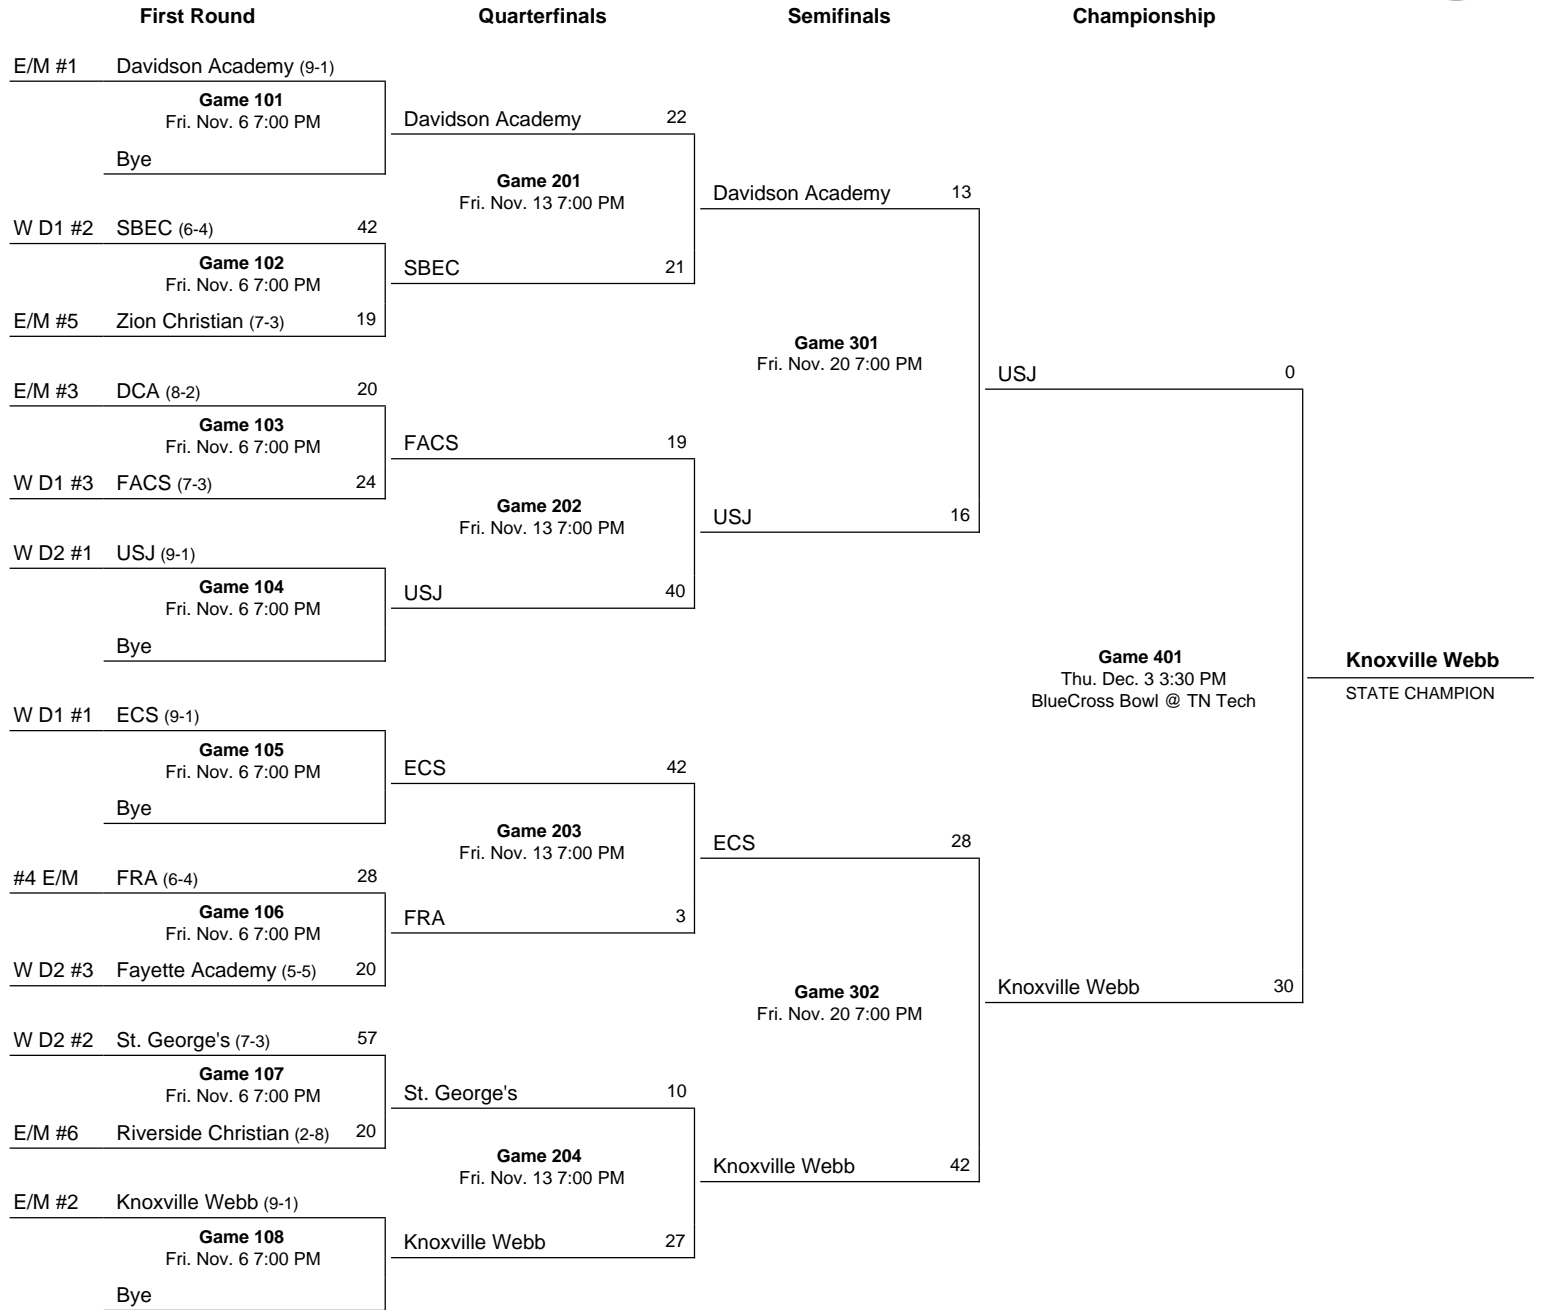 First Round Quarterfinals Semifinals Championship
E/M #1 Davidson Academy (9-1)
Game 101
Fri. Nov. 6 7:00 PM
Bye
W D1 #2 SBEC (6-4) 42
Game 102
Fri. Nov. 6 7:00 PM
E/M #5 Zion Christian (7-3) 19
E/M #3 DCA (8-2) 20
Game 103
Fri. Nov. 6 7:00 PM
W D1 #3 FACS (7-3) 24
W D2 #1 USJ (9-1)
Game 104
Fri. Nov. 6 7:00 PM
Bye
W D1 #1 ECS (9-1)
Game 105
Fri. Nov. 6 7:00 PM
Bye
#4 E/M FRA (6-4) 28
Game 106
Fri. Nov. 6 7:00 PM
W D2 #3 Fayette Academy (5-5) 20
W D2 #2 St. George's (7-3) 57
Game 107
Fri. Nov. 6 7:00 PM
E/M #6 Riverside Christian (2-8) 20
E/M #2 Knoxville Webb (9-1)
Game 108
Fri. Nov. 6 7:00 PM
Bye
Davidson Academy 22
Game 201
Fri. Nov. 13 7:00 PM
SBEC 21
FACS 19
Game 202
Fri. Nov. 13 7:00 PM
USJ 40
ECS 42
Game 203
Fri. Nov. 13 7:00 PM
FRA 3
St. George's 10
Game 204
Fri. Nov. 13 7:00 PM
Knoxville Webb 27
Davidson Academy 13
Game 301
Fri. Nov. 20 7:00 PM
USJ 16
ECS 28
Game 302
Fri. Nov. 20 7:00 PM
Knoxville Webb 42
USJ 0
Game 401
Thu. Dec. 3 3:30 PM
BlueCross Bowl @ TN Tech
Knoxville Webb 30
Knoxville Webb
STATE CHAMPION